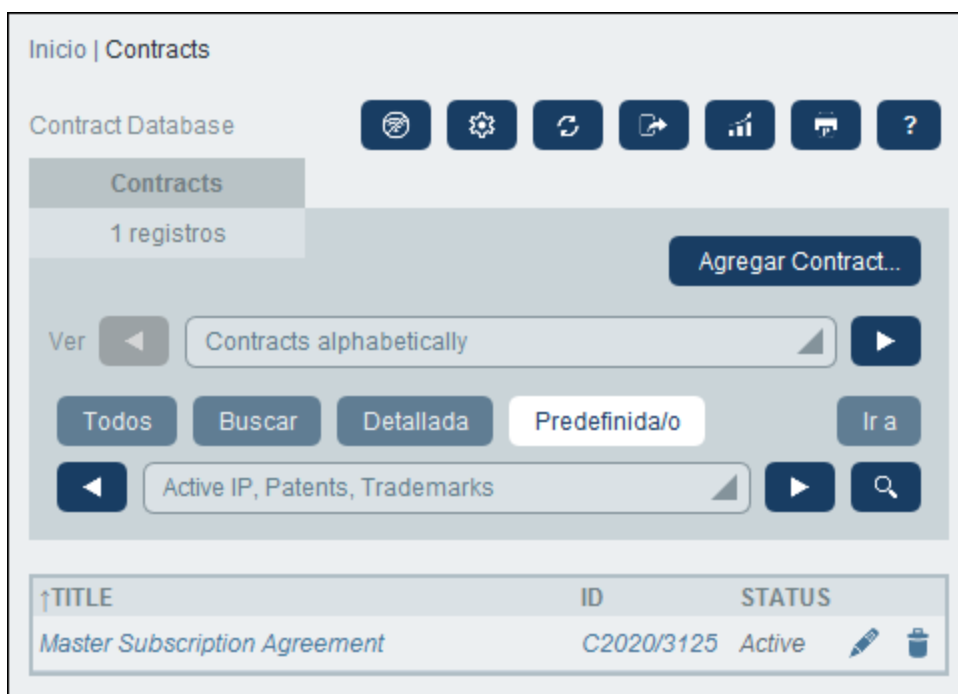 Inicio | Contracts
Contract Database
?
Contracts
1 registros
Agregar Contract...
Ver
Contracts alphabetically
Todos Buscar Detallada Predefinida/o Ir a
Active IP, Patents, Trademarks
↑TITLE ID STATUS
Master Subscription Agreement C2020/3125 Active